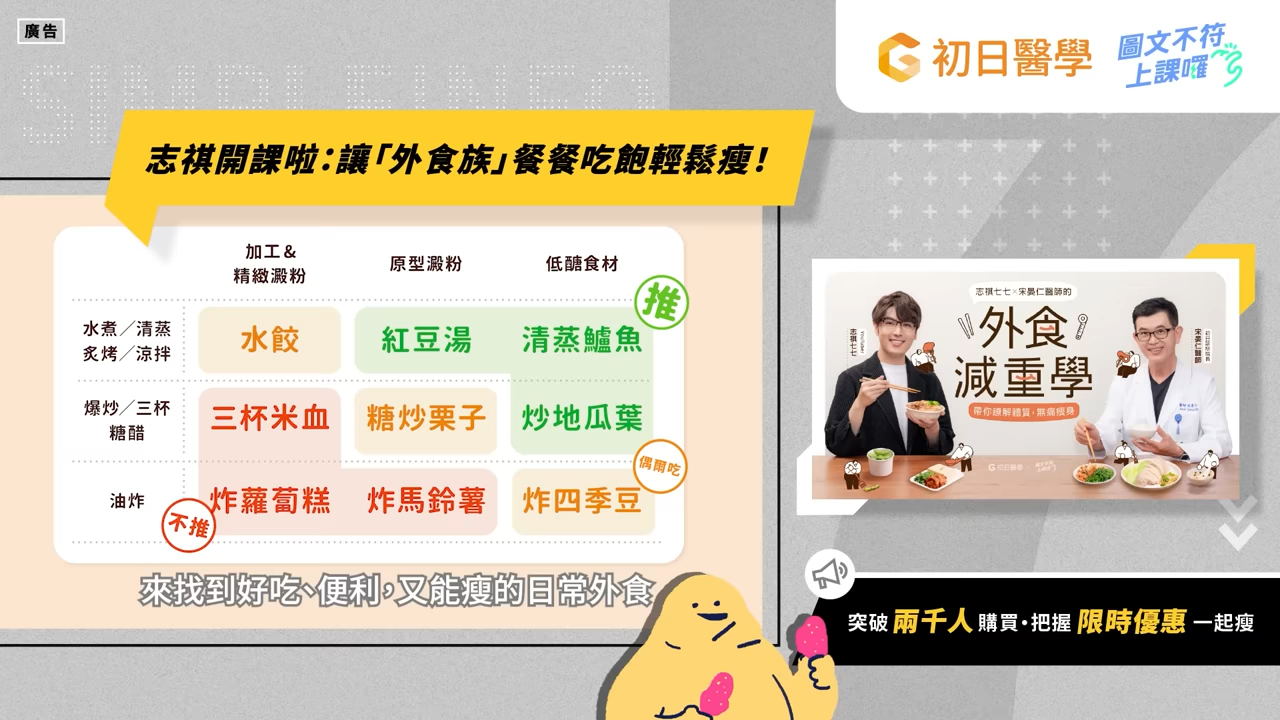 廣告
初日醫學
圖文不符
上課囉
志祺開課啦:讓「外食族」餐餐吃飽輕鬆瘦!
加工&
精緻澱粉
原型澱粉
低醣食材
推
水煮/清蒸
炙烤/涼拌
水餃
紅豆湯
清蒸鱸魚
爆炒/三杯
糖醋
三杯米血
糖炒栗子
炒地瓜葉
偶爾吃
油炸
炸蘿蔔糕
炸馬鈴薯
炸四季豆
不推
來找到好吃、便利,又能瘦的日常外食
志祺七七×宋晏仁醫師的
外食
減重學
帶你瞭解體質,無痛瘦身
志祺七七
宋晏仁醫師
初日醫學
突破兩千人購買·把握限時優惠一起瘦